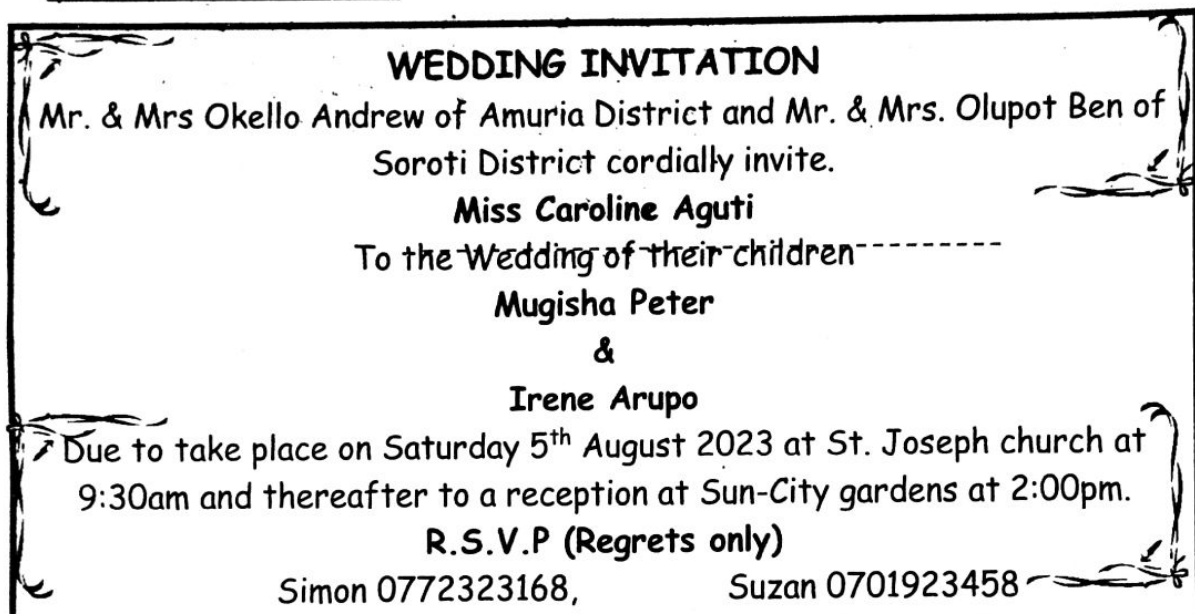 WEDDING INVITATION
Mr. & Mrs Okello Andrew of Amuria District and Mr. & Mrs. Olupot Ben of
Soroti District cordially invite.
Miss Caroline Aguti
To the Wedding of their children---------
Mugisha Peter
&
Irene Arupo
Due to take place on Saturday 5th August 2023 at St. Joseph church at
9:30am and thereafter to a reception at Sun-City gardens at 2:00pm.
R.S.V.P (Regrets only)
Simon 0772323168, Suzan 0701923458